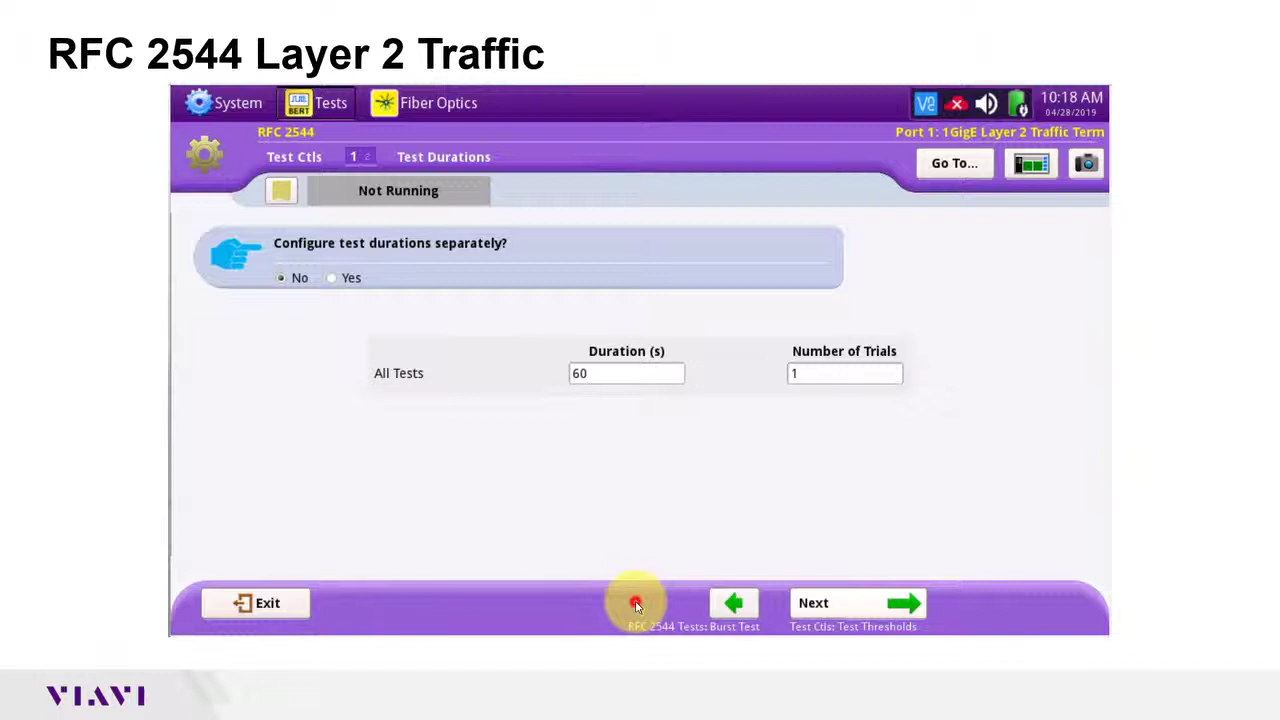 RFC 2544 Layer 2 Traffic
System
BERT
Tests
Fiber Optics
10:18 AM
04/28/2019
RFC 2544
Port 1: 1GigE Layer 2 Traffic Term
Test Ctls
1 2
Test Durations
Go To...
Not Running
Configure test durations separately?
No
Yes
Duration (s)
Number of Trials
All Tests
60
1
Exit
Next
RFC 2544 Tests: Burst Test
Test Ctls: Test Thresholds
VIAVI